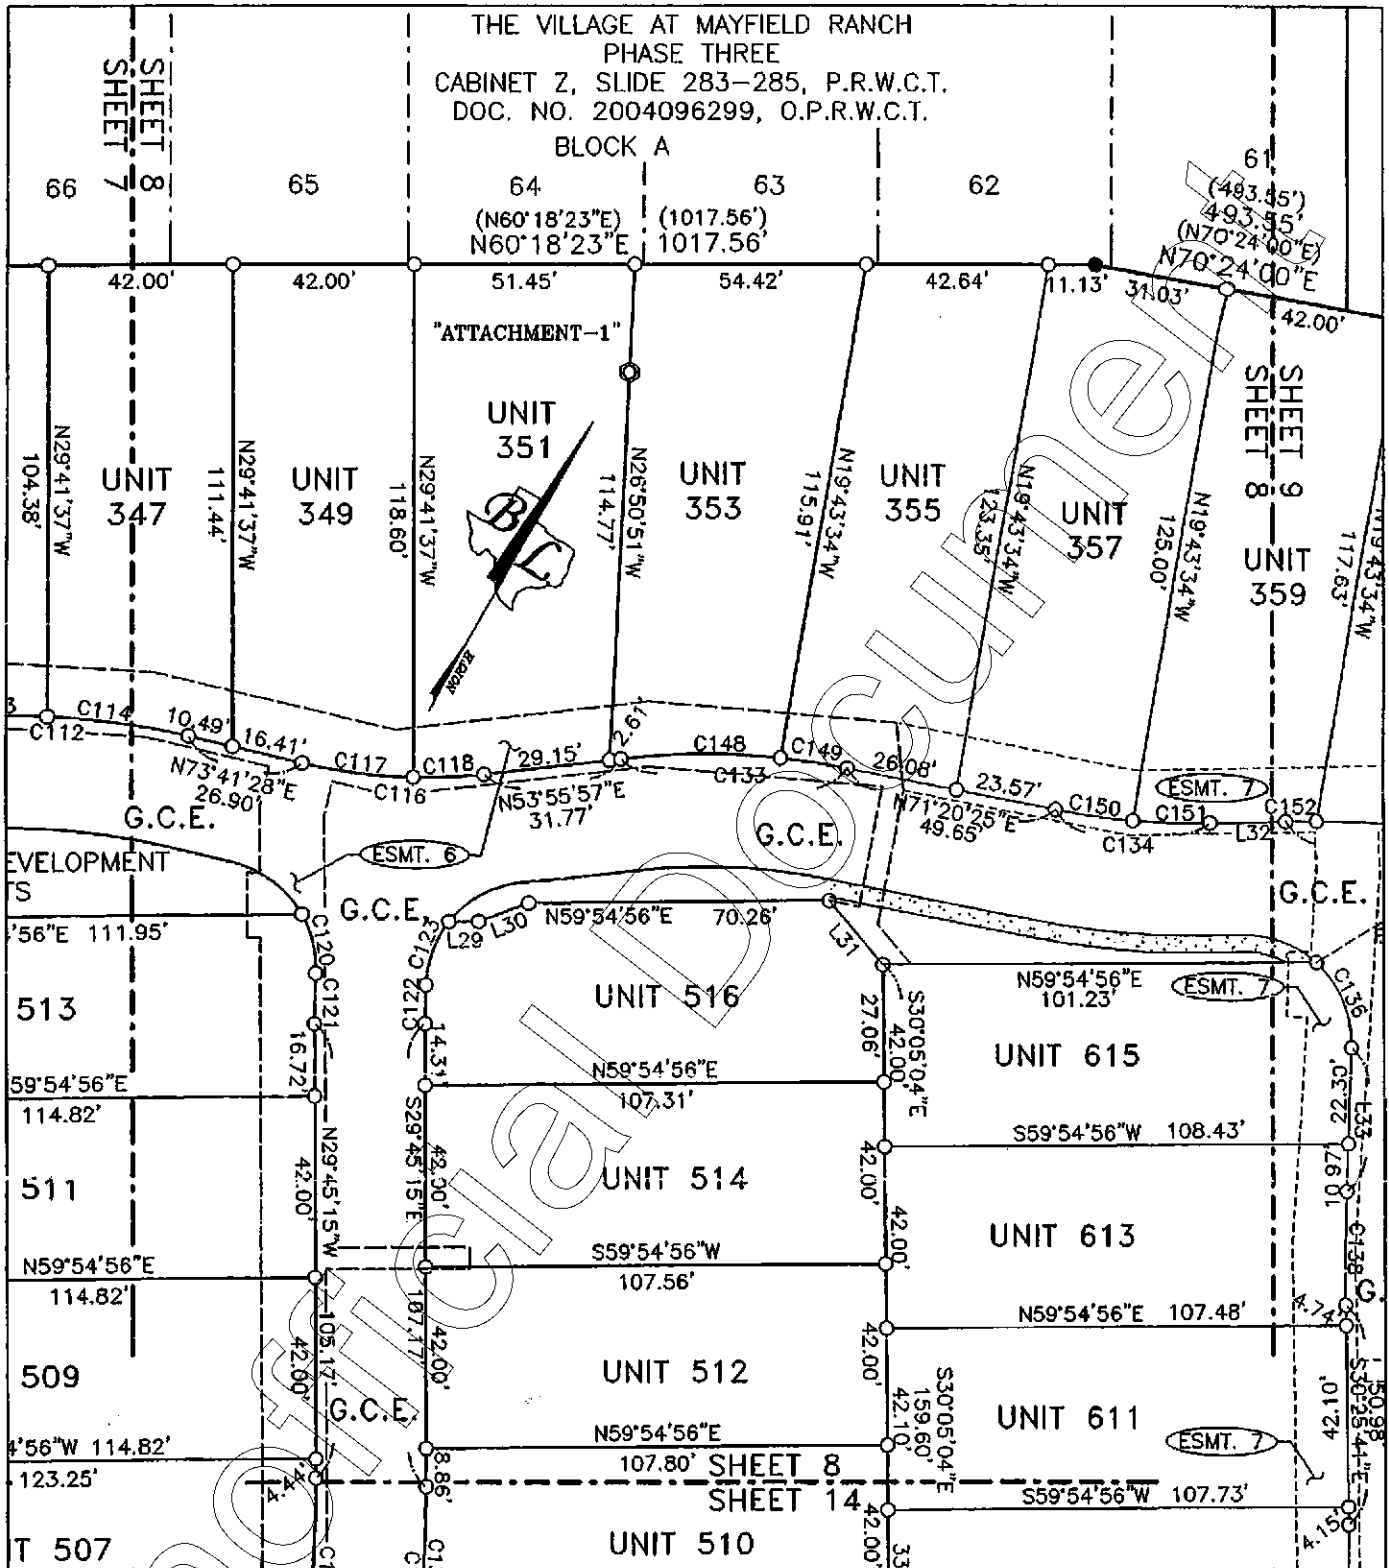 THE VILLAGE AT MAYFIELD RANCH
PHASE THREE
CABINET Z, SLIDE 283-285, P.R.W.C.T.
DOC. NO. 2004096299, O.P.R.W.C.T.
BLOCK A
SHEET 8
SHEET 7
66
65
64
63
62
61
(N60°18'23"E) (1017.56')
N60°18'23"E 1017.56'
(493.55')
493.55'
(N70°24'00"E)
N70°24'00"E
42.00'
42.00'
51.45'
54.42'
42.64'
11.13'
31.03'
42.00'
"ATTACHMENT-1"
SHEET 9
SHEET 8
N29°41'37"W
104.38'
UNIT
347
N29°41'37"W
111.44'
UNIT
349
N29°41'37"W
118.60'
UNIT
351
B
L
NORTH
N26°50'51"W
114.77'
UNIT
353
N19°43'34"W
115.91'
UNIT
355
N19°43'34"W
123.35'
UNIT
357
N19°43'34"W
125.00'
UNIT
359
N19°43'34"W
117.63'
3
C114
C112
10.49'
16.41'
N73°41'28"E
26.90'
C117
C118
C116
29.15'
2.61'
N53°55'57"E
31.77'
C148
C133
C149
26.08'
23.57'
N71°20'25"E
49.65'
C150
C134
C151
L32
C152
ESMT. 7
G.C.E.
ESMT. 6
G.C.E.
G.C.E.
G.C.E.
EVELOPMENT
TS
'56"E 111.95'
C120
C121
C123
C122
L29
L30
N59°54'56"E 70.26'
L31
N59°54'56"E
101.23'
ESMT. 7
C136
513
UNIT 516
UNIT 615
16.72'
14.31'
27.06'
S30°05'04"E
42.00'
22.37'
L33
59°54'56"E
114.82'
N59°54'56"E
107.31'
S59°54'56"W 108.43'
511
N29°45'15"W
42.00'
S29°45'15"E
42.00'
UNIT 514
42.00'
42.00'
UNIT 613
10.97'
C138
G.
N59°54'56"E
114.82'
S59°54'56"W
107.56'
N59°54'56"E 107.48'
4.74'
509
105.17'
42.00'
G.C.E.
107.17'
42.00'
UNIT 512
42.00'
42.10'
S30°05'04"E
159.60'
UNIT 611
42.10'
150.98'
ESMT. 7
4'56"W 114.82'
123.25'
4.44'
N59°54'56"E
107.80'
8.86'
SHEET 8
SHEET 14
S59°54'56"W 107.73'
4.15'
T 507
C1
UNIT 510
42.00'
33
Unofficial Document